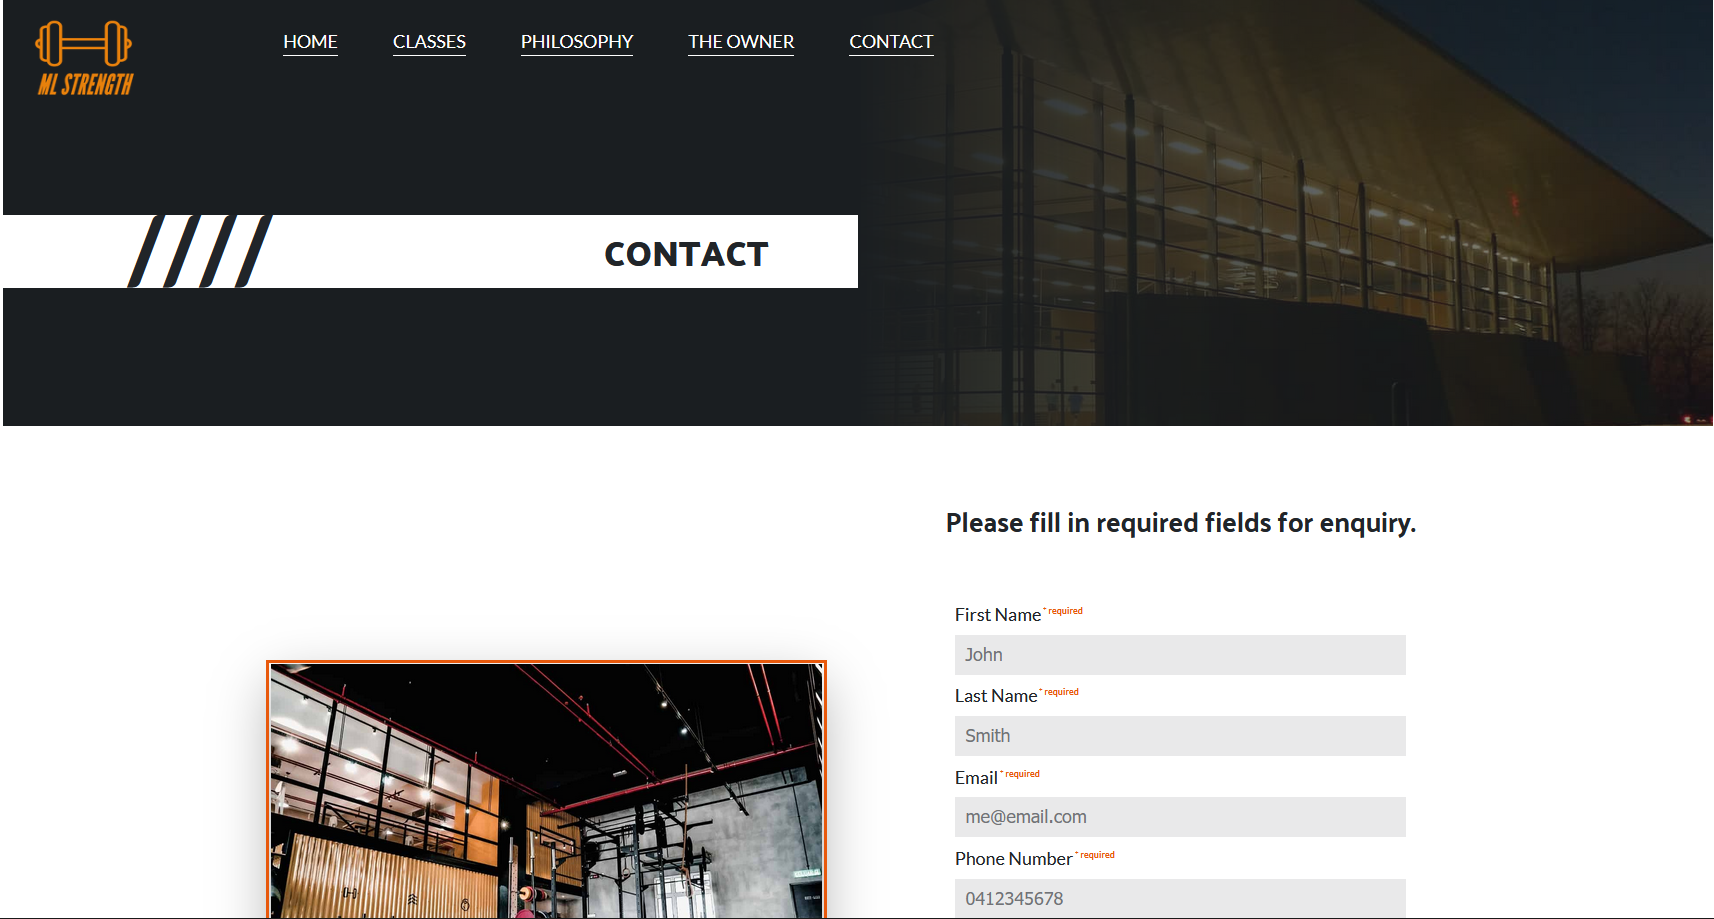 ML STRENGTH
HOME CLASSES PHILOSOPHY THE OWNER CONTACT
CONTACT
Please fill in required fields for enquiry.
First Name * required
John
Last Name * required
Smith
Email * required
me@email.com
Phone Number * required
0412345678